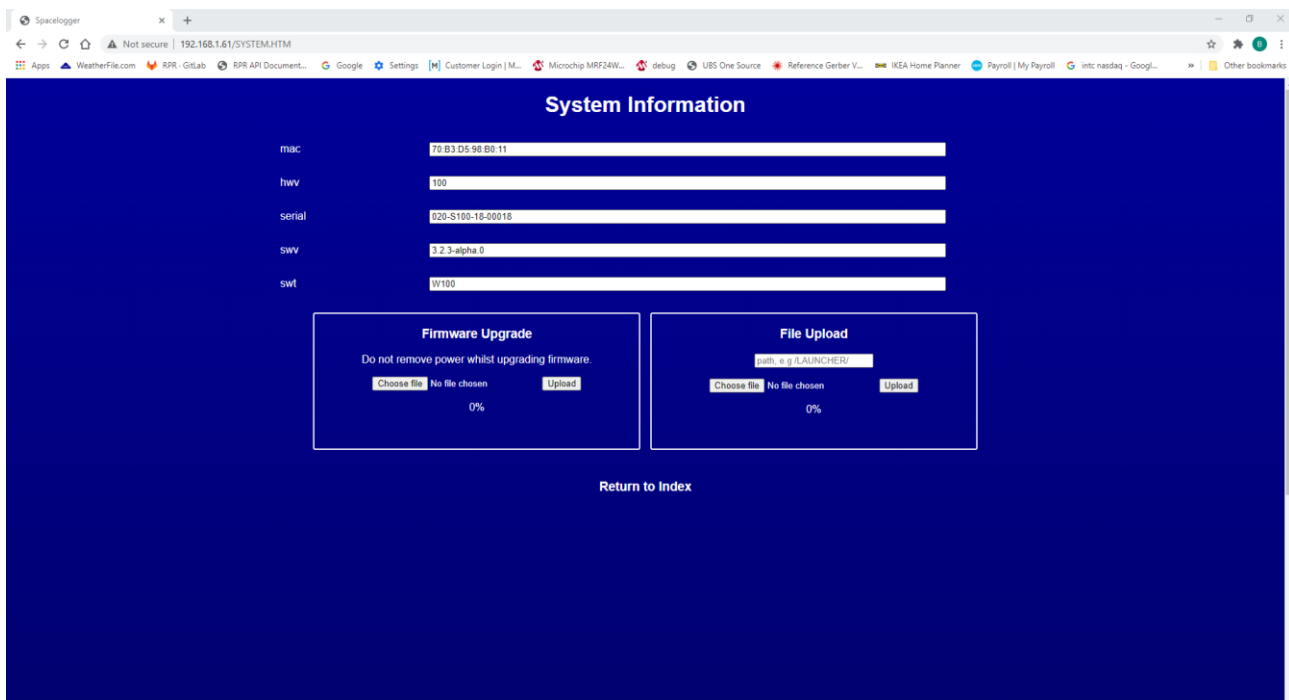 Spacelogger
Not secure | 192.168.1.61/SYSTEM.HTM
Apps WeatherFile.com RPR · GitLab RPR API Document... Google Settings Customer Login | M... Microchip MRF24W... debug UBS One Source Reference Gerber V... IKEA Home Planner Payroll | My Payroll intc nasdaq - Googl... » Other bookmarks
System Information
mac 70:B3:D5:98:B0:11
hwv 100
serial 020-S100-18-00018
swv 3.2.3-alpha.0
swt W100
Firmware Upgrade
Do not remove power whilst upgrading firmware.
Choose file No file chosen Upload
0%
File Upload
path, e.g /LAUNCHER/
Choose file No file chosen Upload
0%
Return to Index